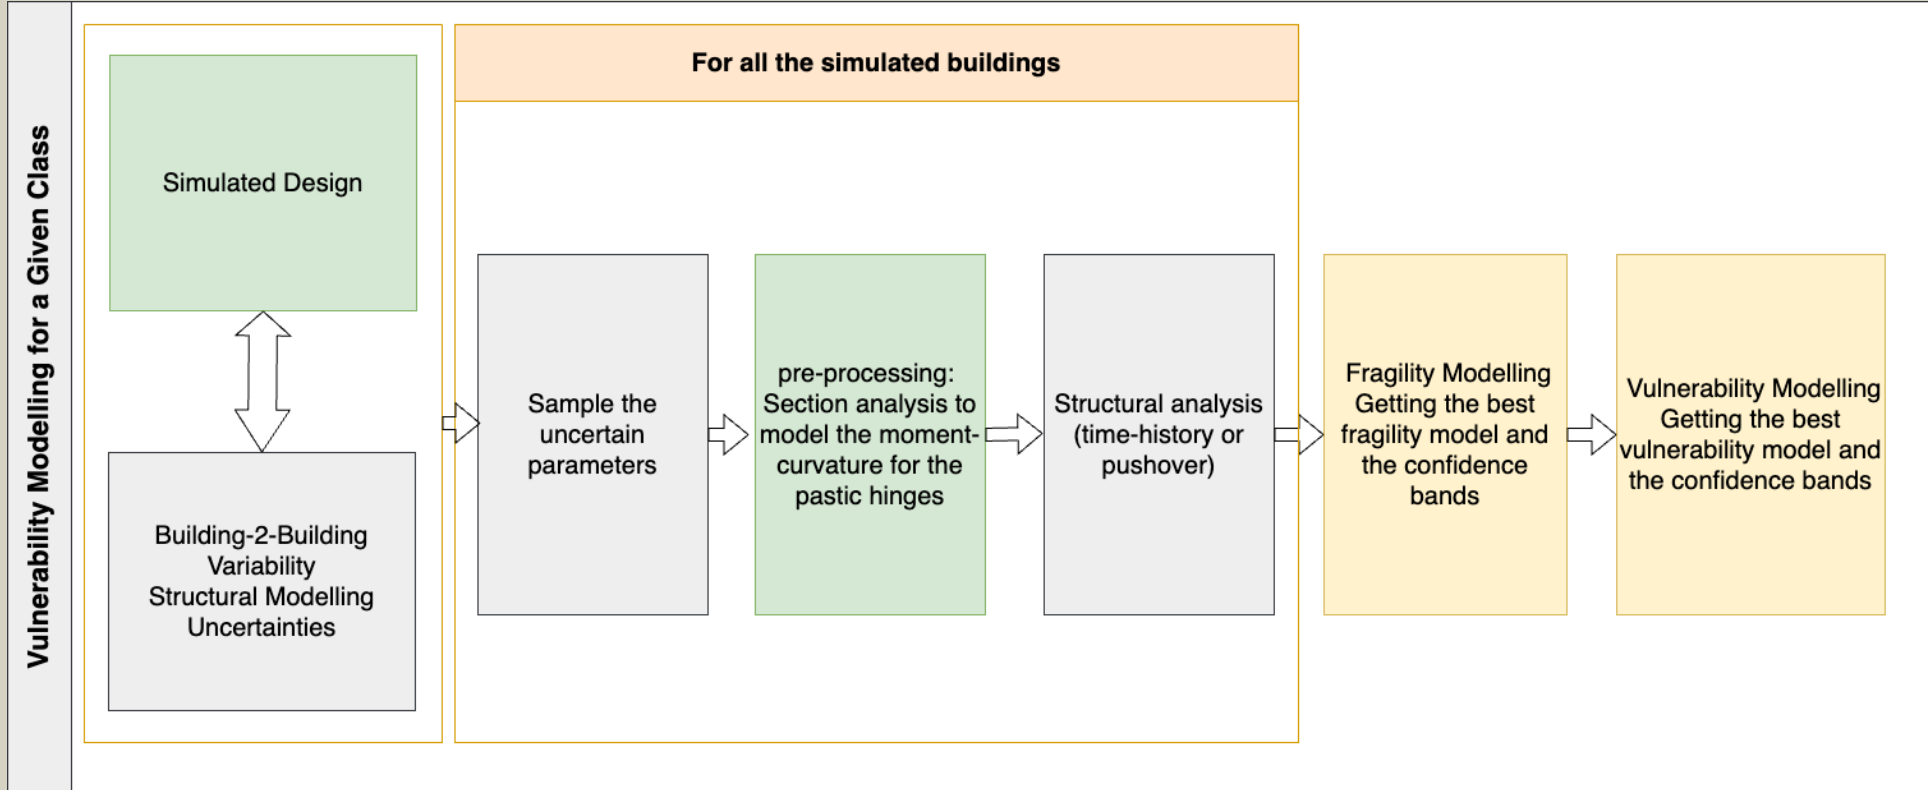 Vulnerability Modelling for a Given Class
Simulated Design
Building-2-Building
Variability
Structural Modelling
Uncertainties
For all the simulated buildings
Sample the
uncertain
parameters
pre-processing:
Section analysis to
model the moment-
curvature for the
pastic hinges
Structural analysis
(time-history or
pushover)
Fragility Modelling
Getting the best
fragility model and
the confidence
bands
Vulnerability Modelling
Getting the best
vulnerability model and
the confidence bands